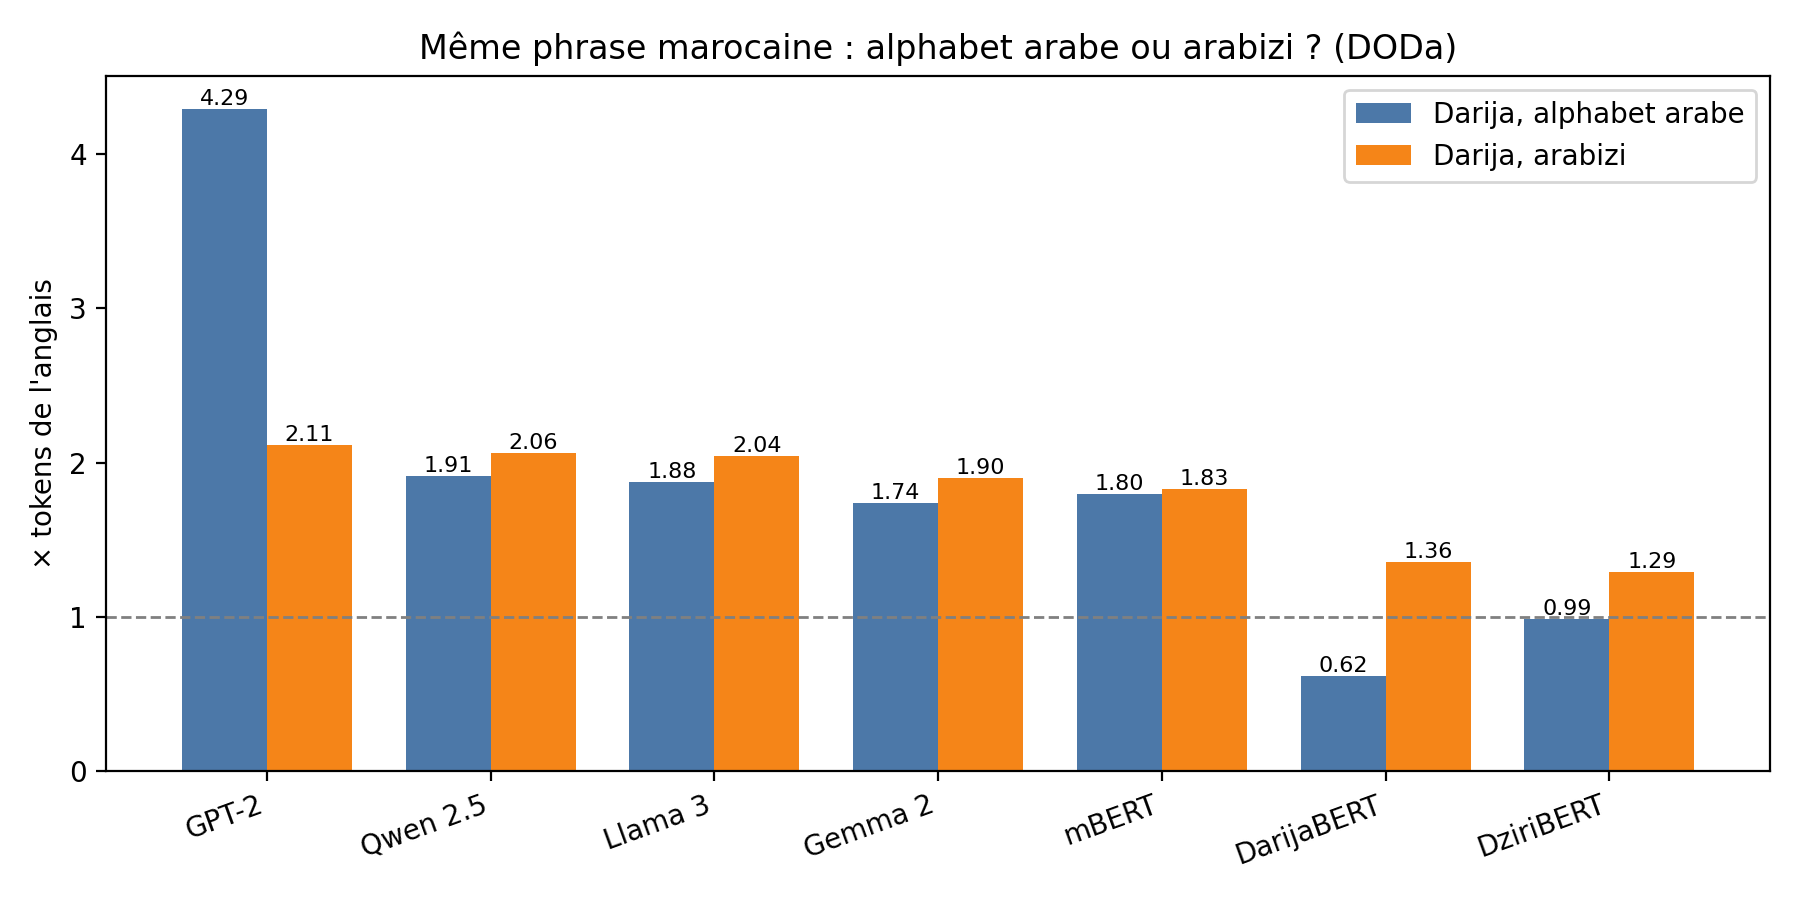 Même phrase marocaine : alphabet arabe ou arabizi ? (DODa)
Darija, alphabet arabe
Darija, arabizi
× tokens de l'anglais
4
3
2
1
0
4.29
2.11
1.91
2.06
1.88
2.04
1.74
1.90
1.80
1.83
0.62
1.36
0.99
1.29
GPT-2
Qwen 2.5
Llama 3
Gemma 2
mBERT
DarijaBERT
DziriBERT